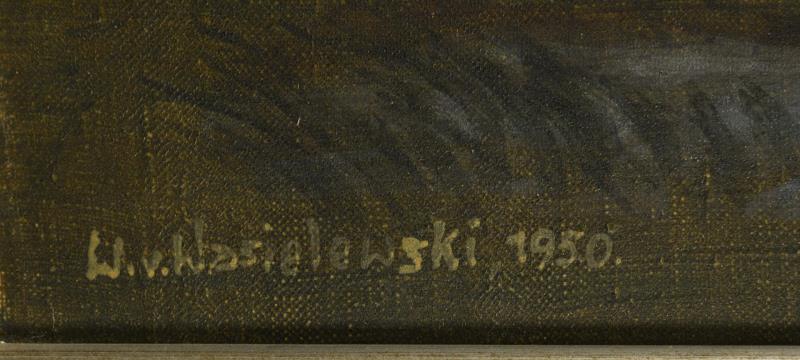 W. v. Wasielewski, 1950.